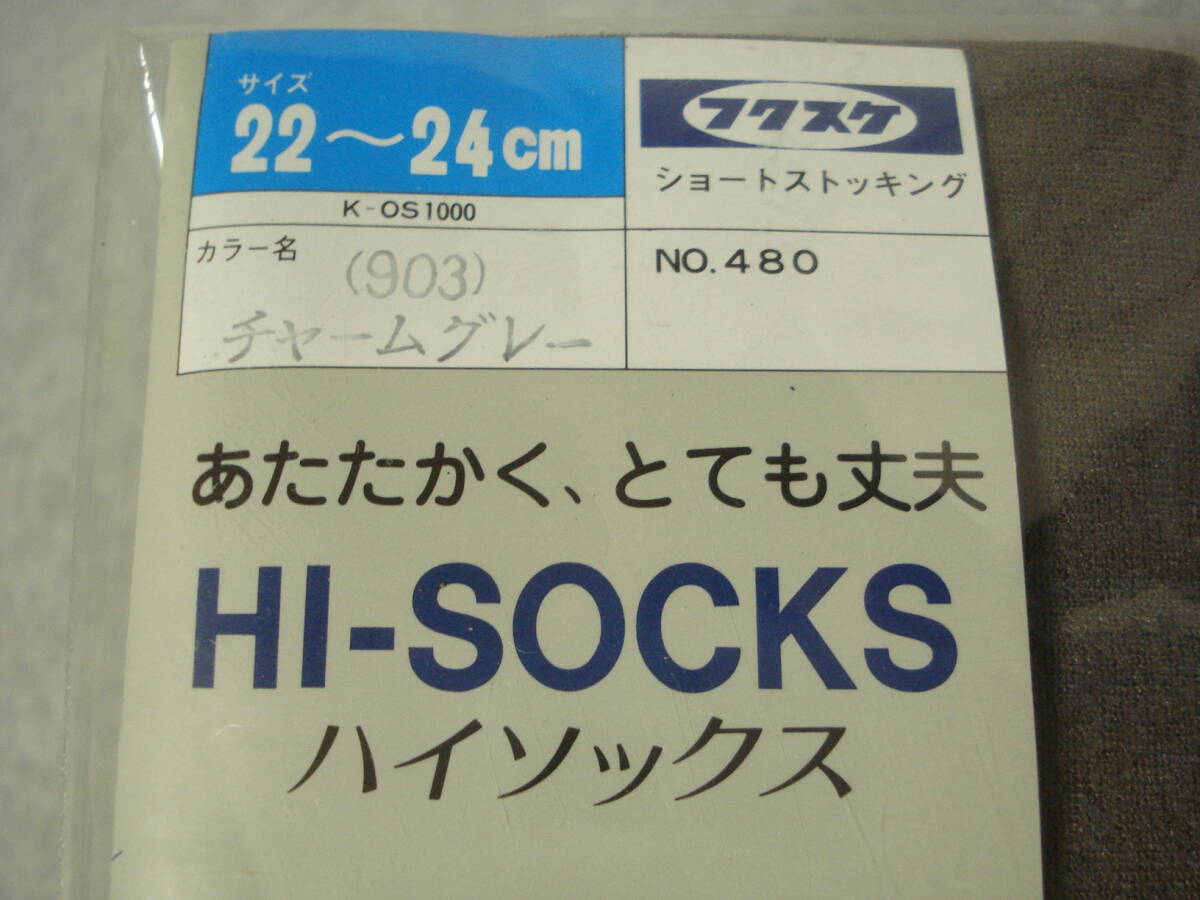 サイズ
22～24cm
K-OS1000
カラー名
(903)
チャームグレー
フクスケ
ショートストッキング
NO.480
あたたかく、とても丈夫
HI-SOCKS
ハイソックス